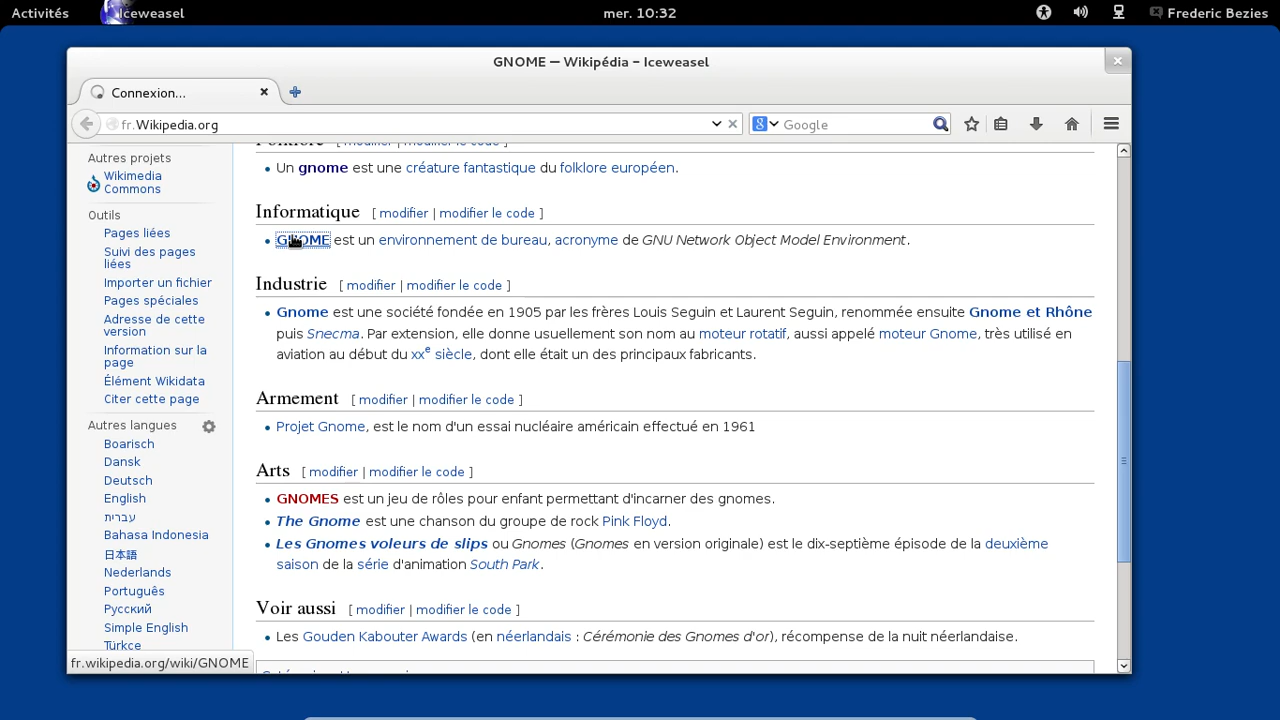 Activités Iceweasel mer. 10:32 Frederic Bezies
GNOME — Wikipédia – Iceweasel
Connexion...
fr.Wikipedia.org Google
Autres projets
Wikimedia
Commons
Outils
Pages liées
Suivi des pages
liées
Importer un fichier
Pages spéciales
Adresse de cette
version
Information sur la
page
Élément Wikidata
Citer cette page
Autres langues
Boarisch
Dansk
Deutsch
English
עברית
Bahasa Indonesia
日本語
Nederlands
Português
Русский
Simple English
Türkçe
Folklore [ modifier | modifier le code ]
• Un gnome est une créature fantastique du folklore européen.
Informatique [ modifier | modifier le code ]
• GNOME est un environnement de bureau, acronyme de GNU Network Object Model Environment.
Industrie [ modifier | modifier le code ]
• Gnome est une société fondée en 1905 par les frères Louis Seguin et Laurent Seguin, renommée ensuite Gnome et Rhône
puis Snecma. Par extension, elle donne usuellement son nom au moteur rotatif, aussi appelé moteur Gnome, très utilisé en
aviation au début du xxe siècle, dont elle était un des principaux fabricants.
Armement [ modifier | modifier le code ]
• Projet Gnome, est le nom d'un essai nucléaire américain effectué en 1961
Arts [ modifier | modifier le code ]
• GNOMES est un jeu de rôles pour enfant permettant d'incarner des gnomes.
• The Gnome est une chanson du groupe de rock Pink Floyd.
• Les Gnomes voleurs de slips ou Gnomes (Gnomes en version originale) est le dix-septième épisode de la deuxième
saison de la série d'animation South Park.
Voir aussi [ modifier | modifier le code ]
• Les Gouden Kabouter Awards (en néerlandais : Cérémonie des Gnomes d'or), récompense de la nuit néerlandaise.
fr.wikipedia.org/wiki/GNOME